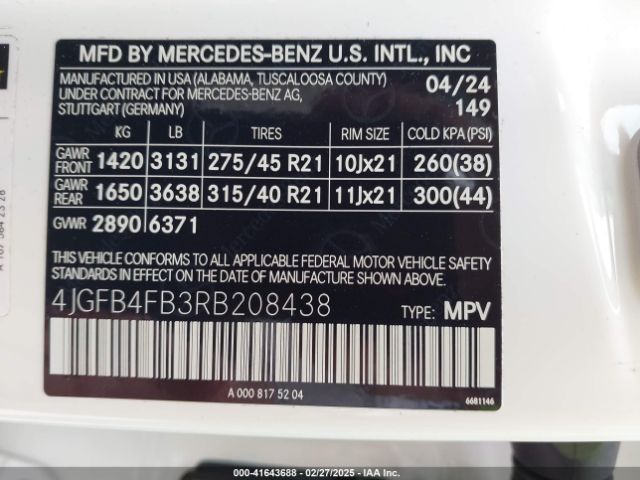 MFD BY MERCEDES-BENZ U.S. INTL., INC
MANUFACTURED IN USA (ALABAMA, TUSCALOOSA COUNTY)
UNDER CONTRACT FOR MERCEDES-BENZ AG,
STUTTGART (GERMANY)
04/24
149
KG LB TIRES RIM SIZE COLD KPA (PSI)
GAWR FRONT 1420 3131 275/45 R21 10Jx21 260(38)
GAWR REAR 1650 3638 315/40 R21 11Jx21 300(44)
GVWR 2890 6371
THIS VEHICLE CONFORMS TO ALL APPLICABLE FEDERAL MOTOR VEHICLE SAFETY
STANDARDS IN EFFECT ON THE DATE OF MANUFACTURE SHOWN ABOVE.
4JGFB4FB3RB208438 TYPE: MPV
A 000 817 52 04
6681146
A 167 584 23 26
000-41643688 - 02/27/2025 - IAA Inc.